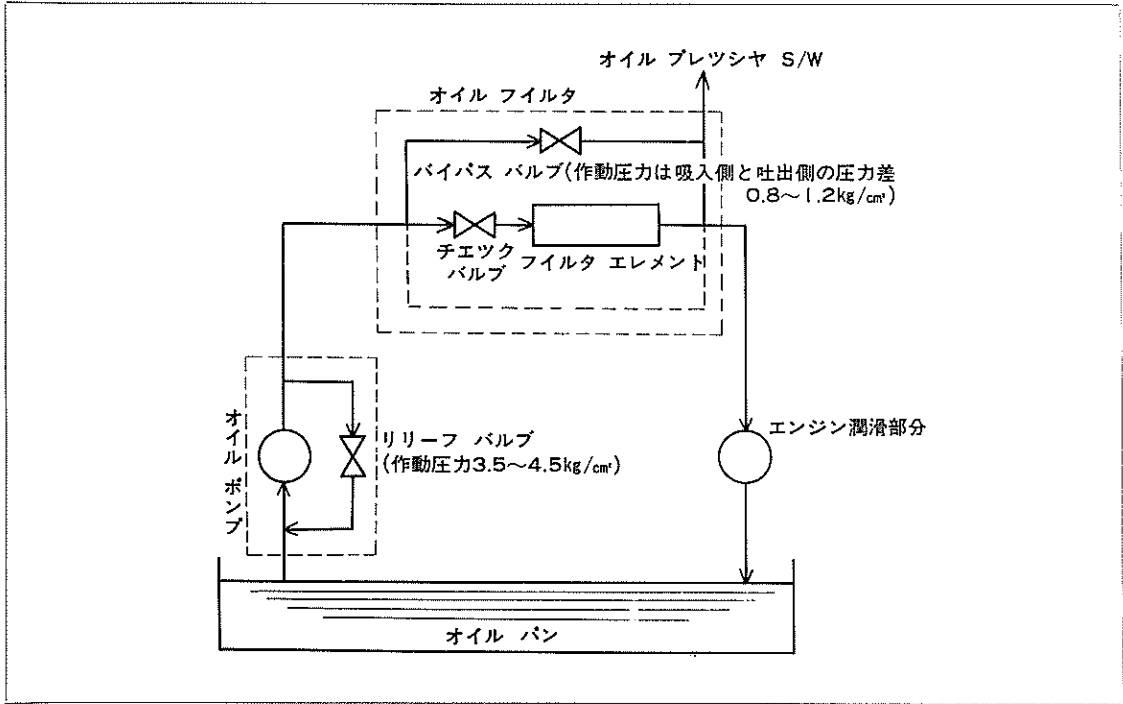 オイル プレツシヤ S/W
オイル フイルタ
バイパス バルブ(作動圧力は吸入側と吐出側の圧力差
0.8〜1.2kg/cm²)
チエツク
バルブ
フイルタ エレメント
オイル ポンプ
リリーフ バルブ
(作動圧力3.5〜4.5kg/cm²)
エンジン潤滑部分
オイル パン